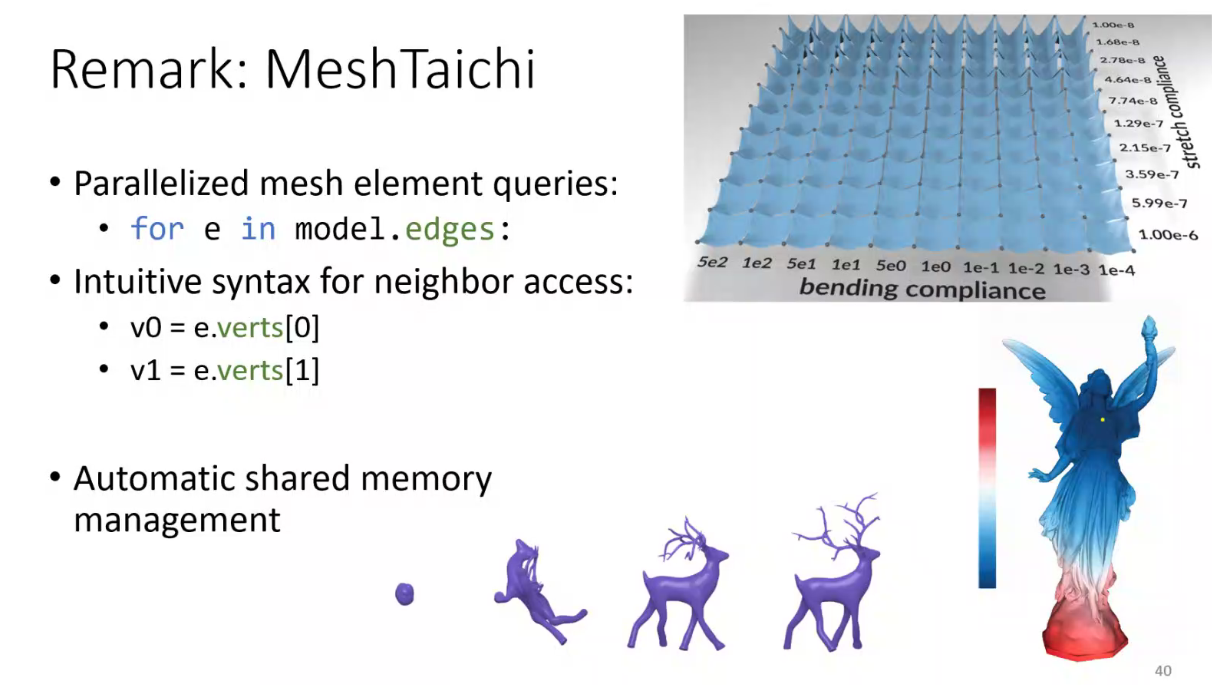 Remark: MeshTaichi
• Parallelized mesh element queries:
• for e in model.edges:
• Intuitive syntax for neighbor access:
• v0 = e.verts[0]
• v1 = e.verts[1]
• Automatic shared memory
management
1.00e-8
1.68e-8
2.78e-8
4.64e-8
7.74e-8
1.29e-7
2.15e-7
3.59e-7
5.99e-7
1.00e-6
stretch compliance
5e2 1e2 5e1 1e1 5e0 1e0 1e-1 1e-2 1e-3 1e-4
bending compliance
40